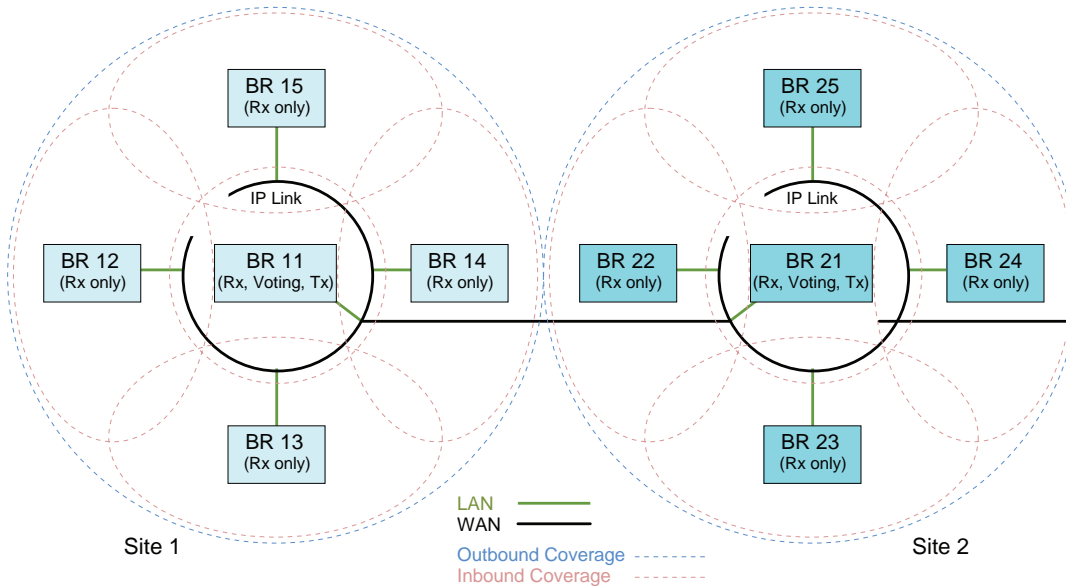 BR 15
(Rx only)
BR 25
(Rx only)
IP Link
IP Link
BR 12
(Rx only)
BR 11
(Rx, Voting, Tx)
BR 14
(Rx only)
BR 22
(Rx only)
BR 21
(Rx, Voting, Tx)
BR 24
(Rx only)
BR 13
(Rx only)
BR 23
(Rx only)
LAN
WAN
Site 1
Site 2
Outbound Coverage
Inbound Coverage